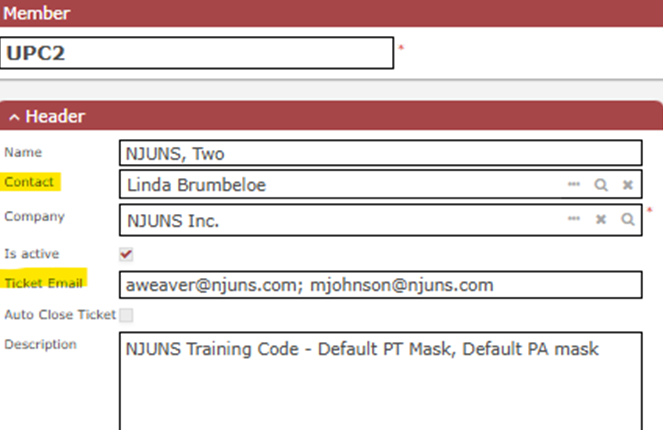 Member
UPC2 *
Header
Name NJUNS, Two
Contact Linda Brumbeloe
Company NJUNS Inc. *
Is active
Ticket Email aweaver@njuns.com; mjohnson@njuns.com
Auto Close Ticket
Description NJUNS Training Code - Default PT Mask, Default PA mask